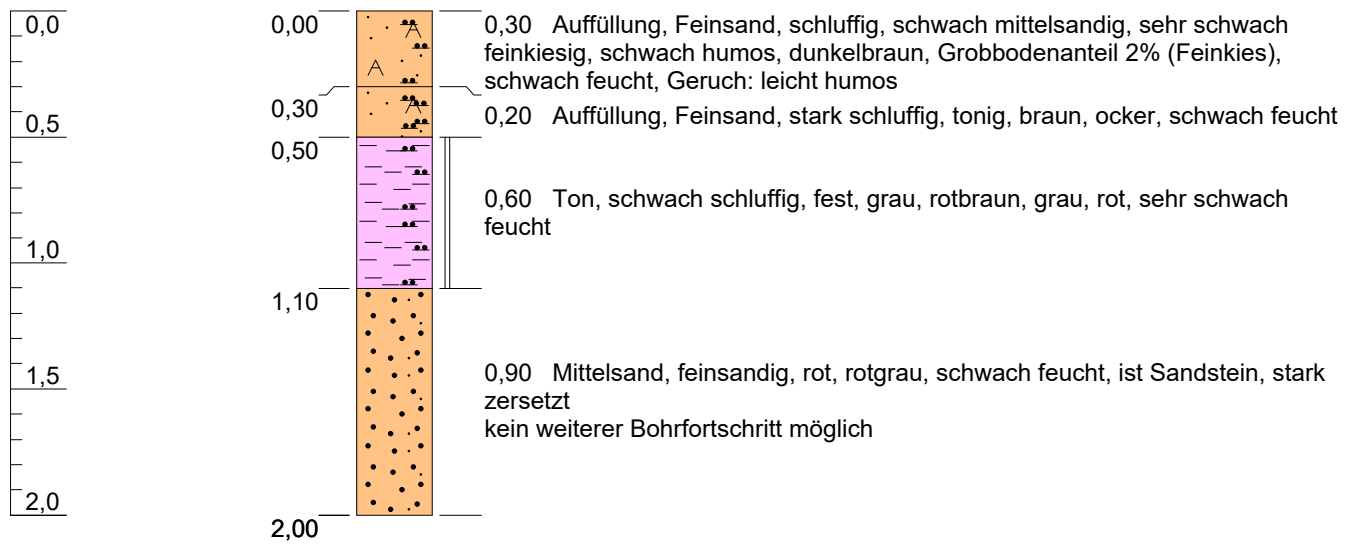 0,0
0,00
0,30 Auffüllung, Feinsand, schluffig, schwach mittelsandig, sehr schwach
feinkiesig, schwach humos, dunkelbraun, Grobbodenanteil 2% (Feinkies),
schwach feucht, Geruch: leicht humos
0,30
0,20 Auffüllung, Feinsand, stark schluffig, tonig, braun, ocker, schwach feucht
0,5
0,50
0,60 Ton, schwach schluffig, fest, grau, rotbraun, grau, rot, sehr schwach
feucht
1,0
1,10
1,5
0,90 Mittelsand, feinsandig, rot, rotgrau, schwach feucht, ist Sandstein, stark
zersetzt
kein weiterer Bohrfortschritt möglich
2,0
2,00
A
A
A